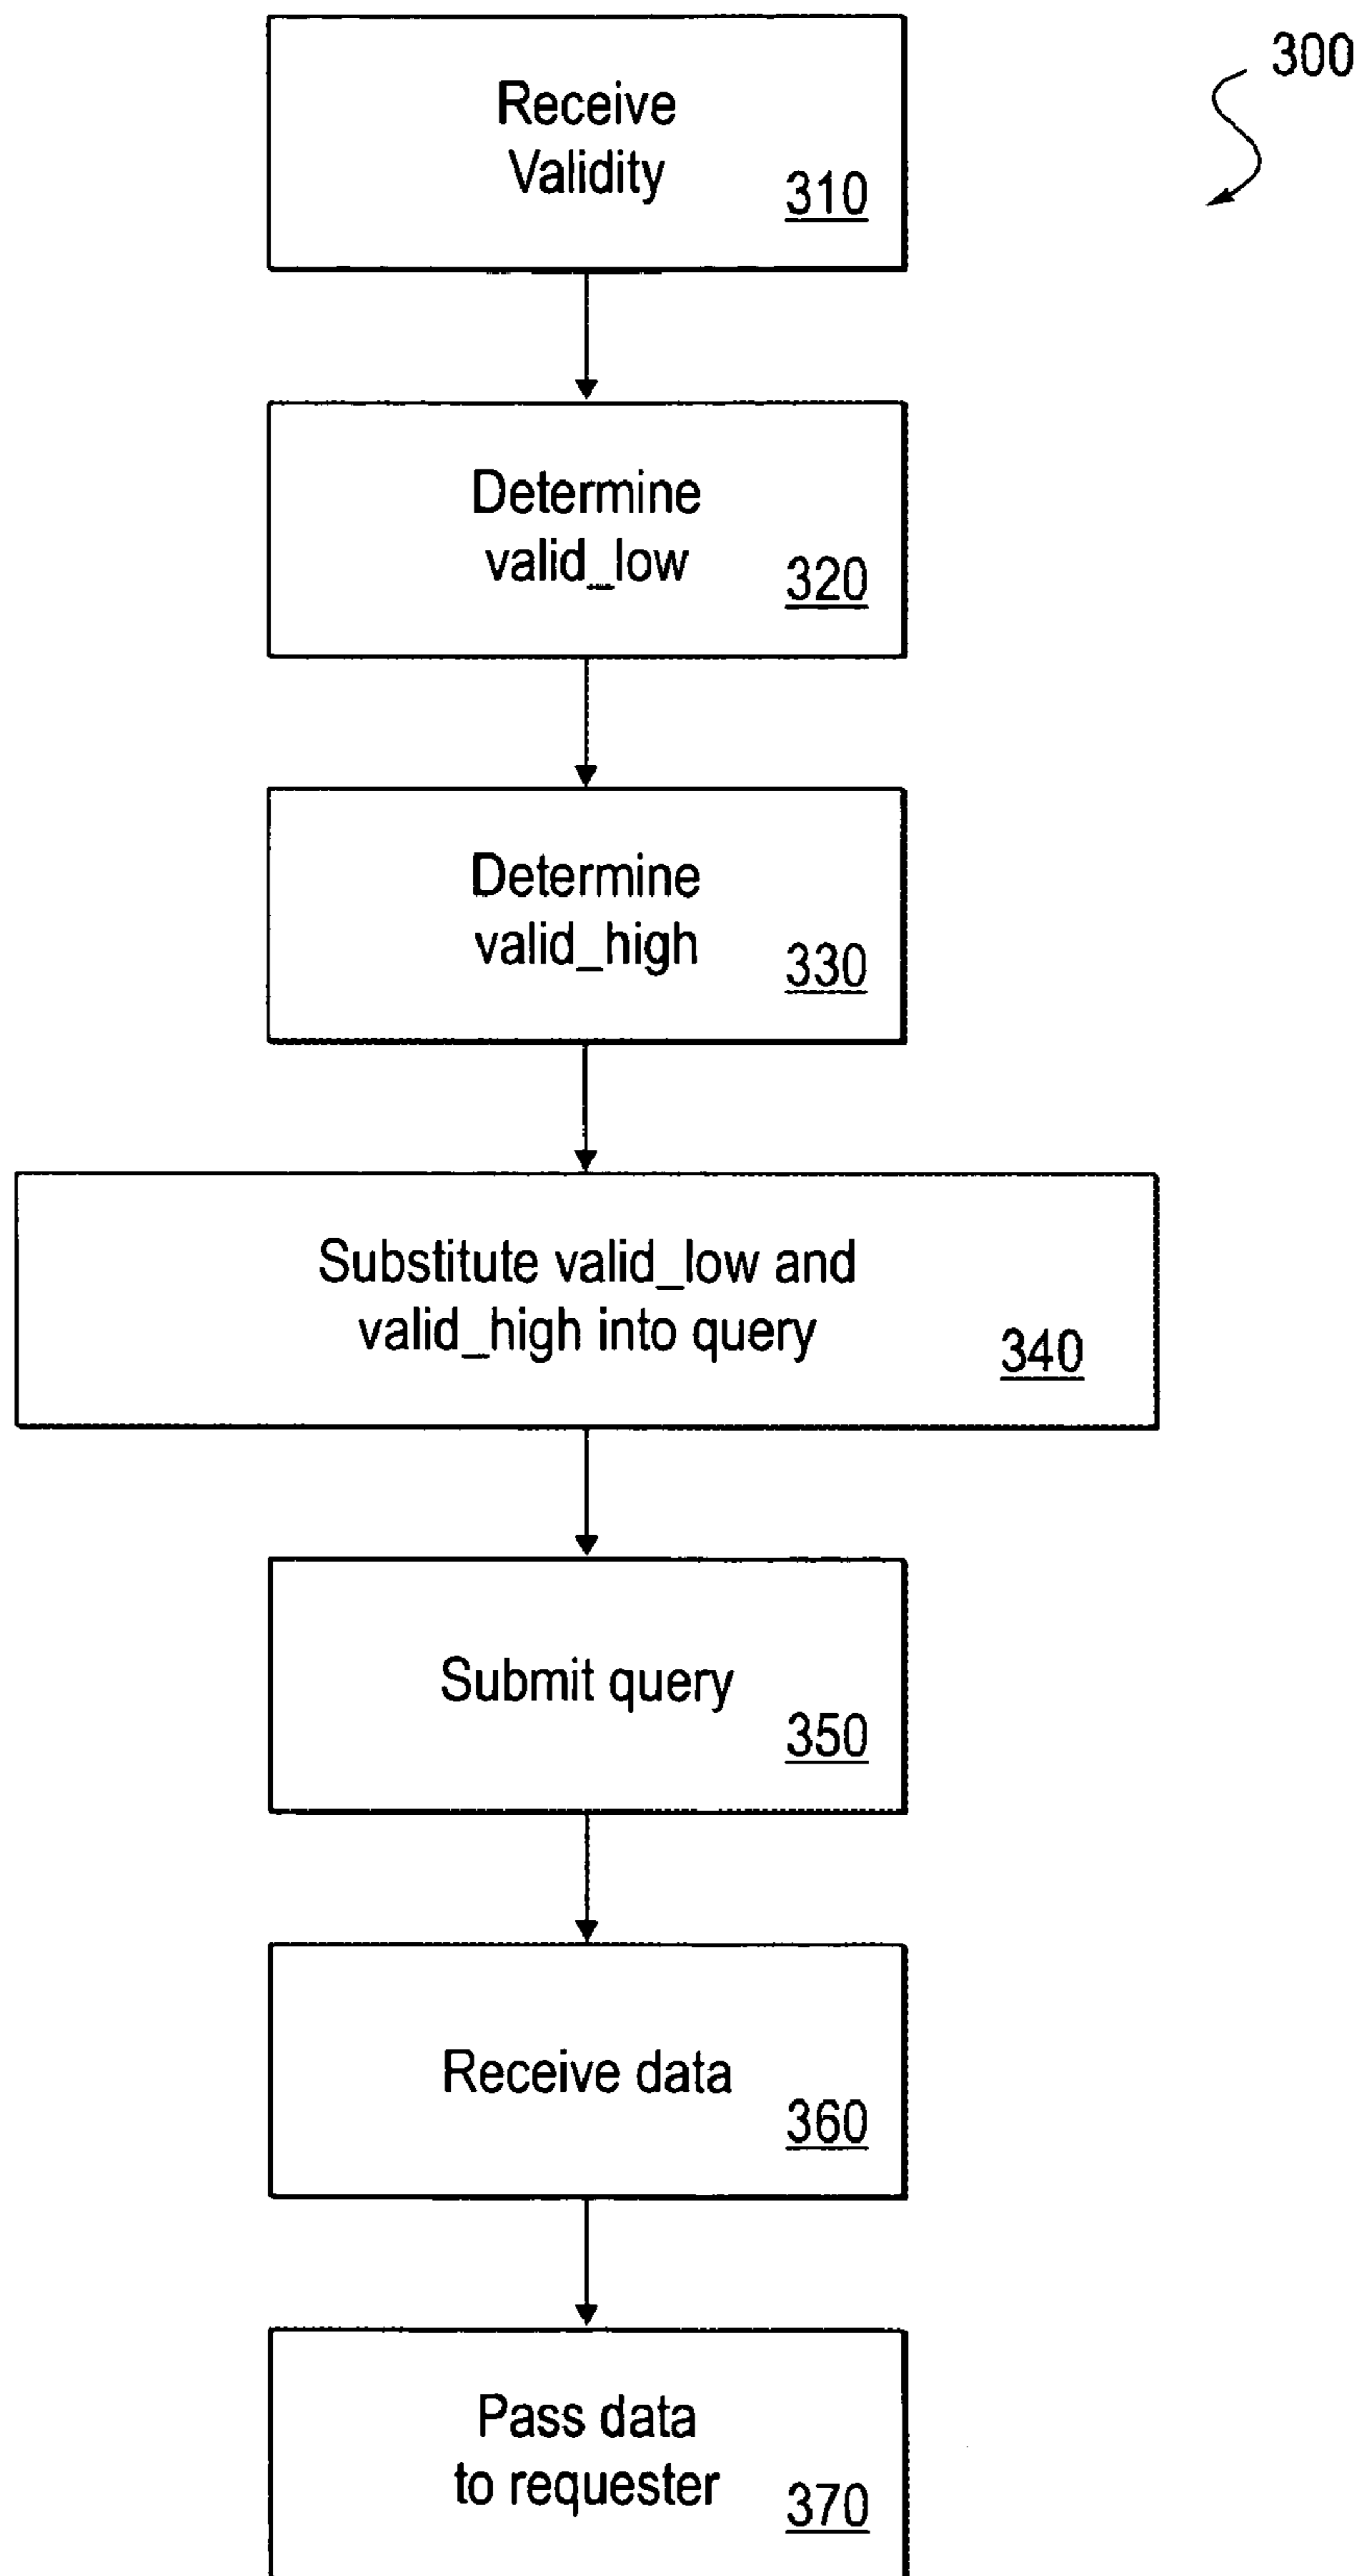 300
Receive
Validity
310
Determine
valid_low
320
Determine
valid_high
330
Substitute valid_low and
valid_high into query
340
Submit query
350
Receive data
360
Pass data
to requester
370